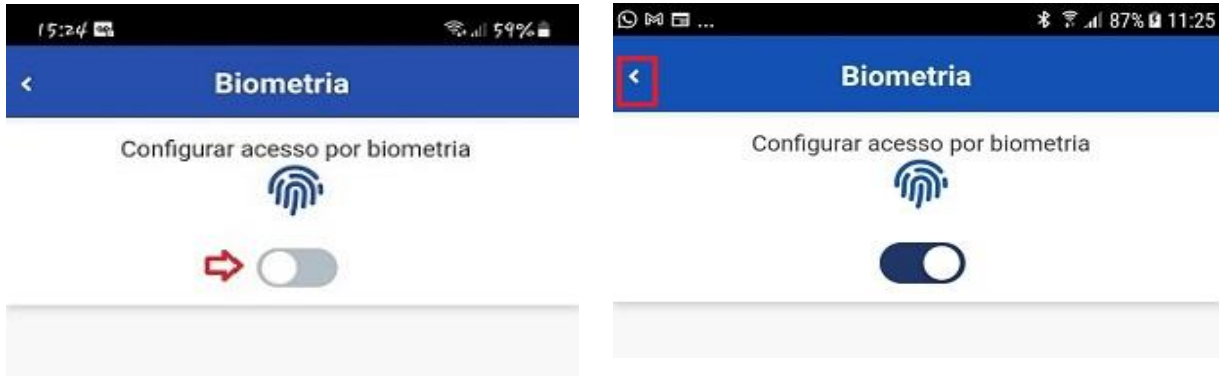 15:24
59%
Biometria
Configurar acesso por biometria
... 87% 11:25
Biometria
Configurar acesso por biometria